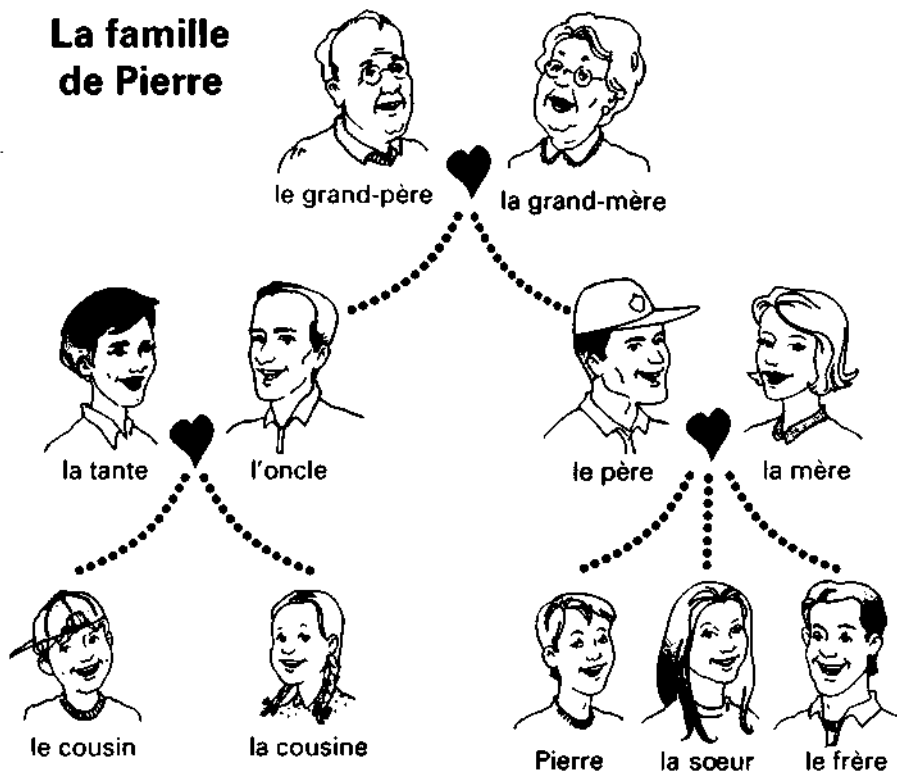 La famille
de Pierre
le grand-père
la grand-mère
la tante
l'oncle
le père
la mère
le cousin
la cousine
Pierre
la sœur
le frère